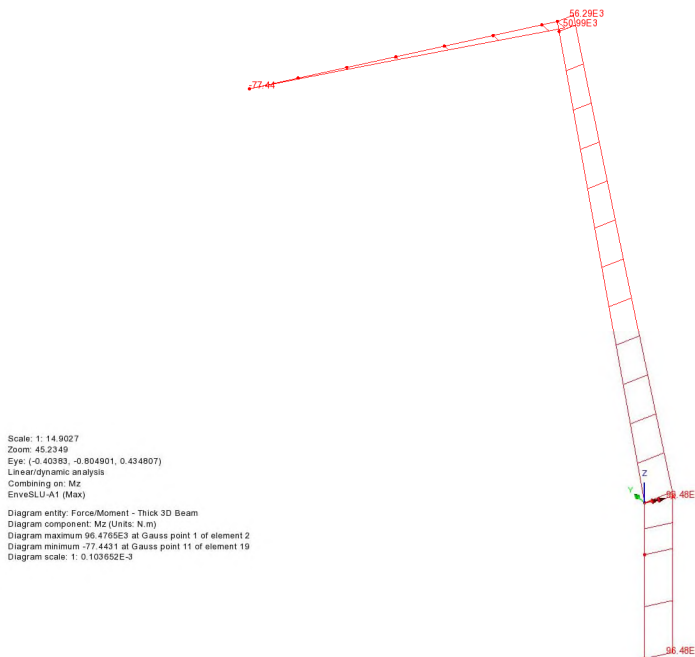 56.29E3
50.99E3
-77.44
Scale: 1: 14.9027
Zoom: 45.2349
Eye: (-0.40383, -0.804901, 0.434807)
Linear/dynamic analysis
Combining on: Mz
EnveSLU-A1 (Max)
Diagram entity: Force/Moment - Thick 3D Beam
Diagram component: Mz (Units: N.m)
Diagram maximum 96.4765E3 at Gauss point 1 of element 2
Diagram minimum -77.4431 at Gauss point 11 of element 19
Diagram scale: 1: 0.103652E-3
Z
Y
96.48E